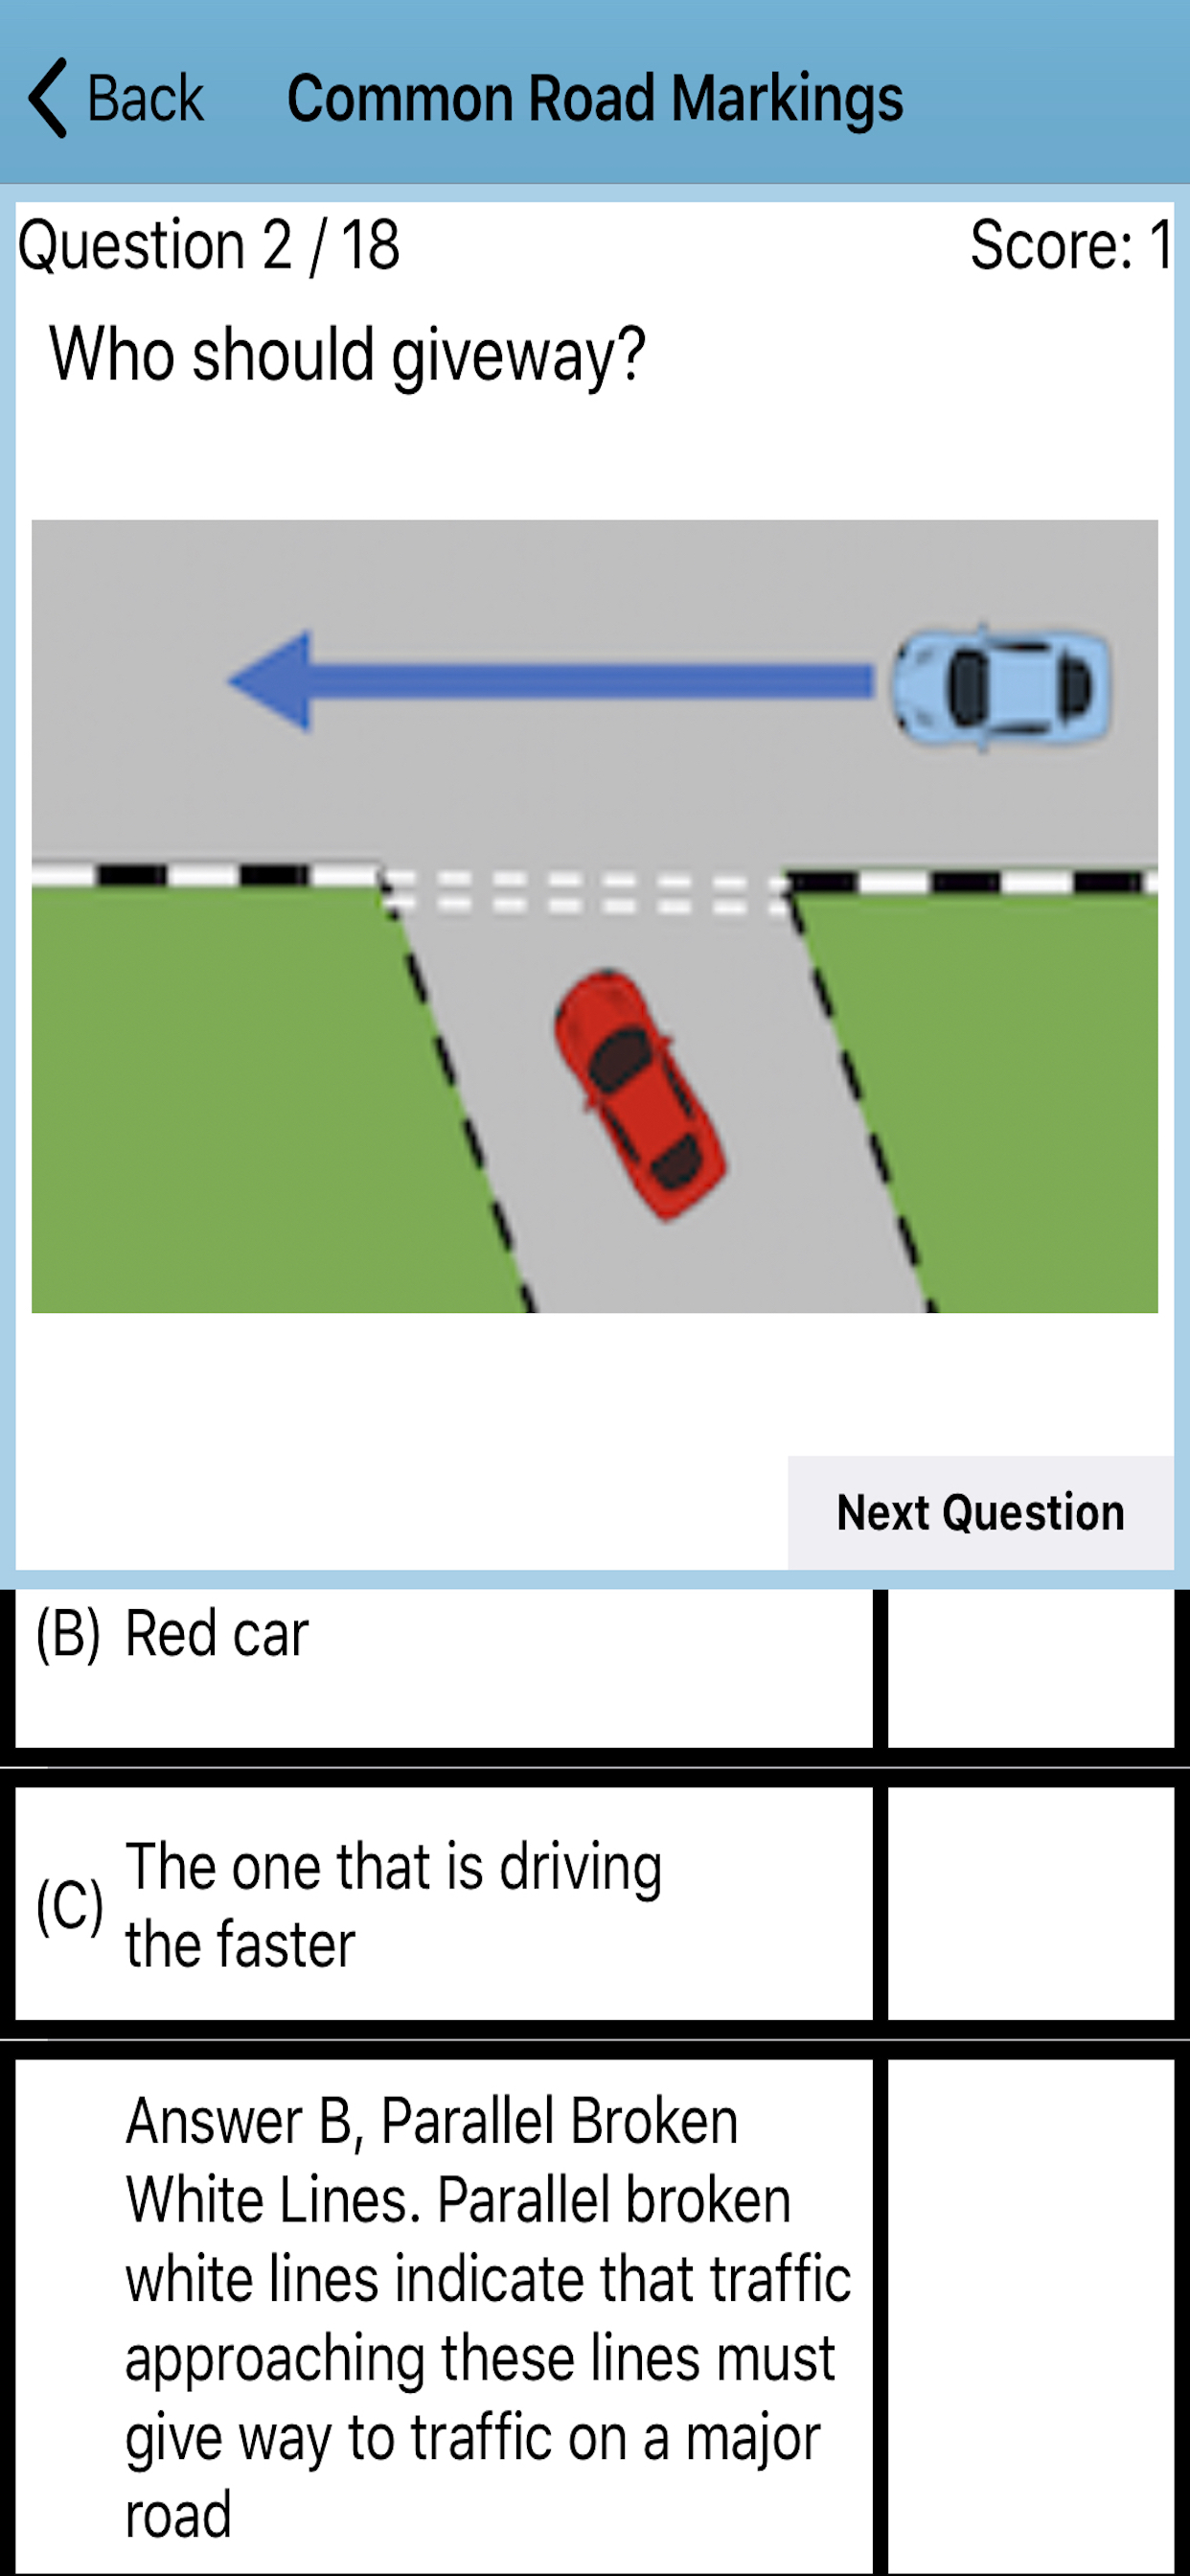 Back
Common Road Markings
Question 2 / 18
Score: 1
Who should giveway?
Next Question
(B) Red car
(C) The one that is driving
the faster
Answer B, Parallel Broken
White Lines. Parallel broken
white lines indicate that traffic
approaching these lines must
give way to traffic on a major
road